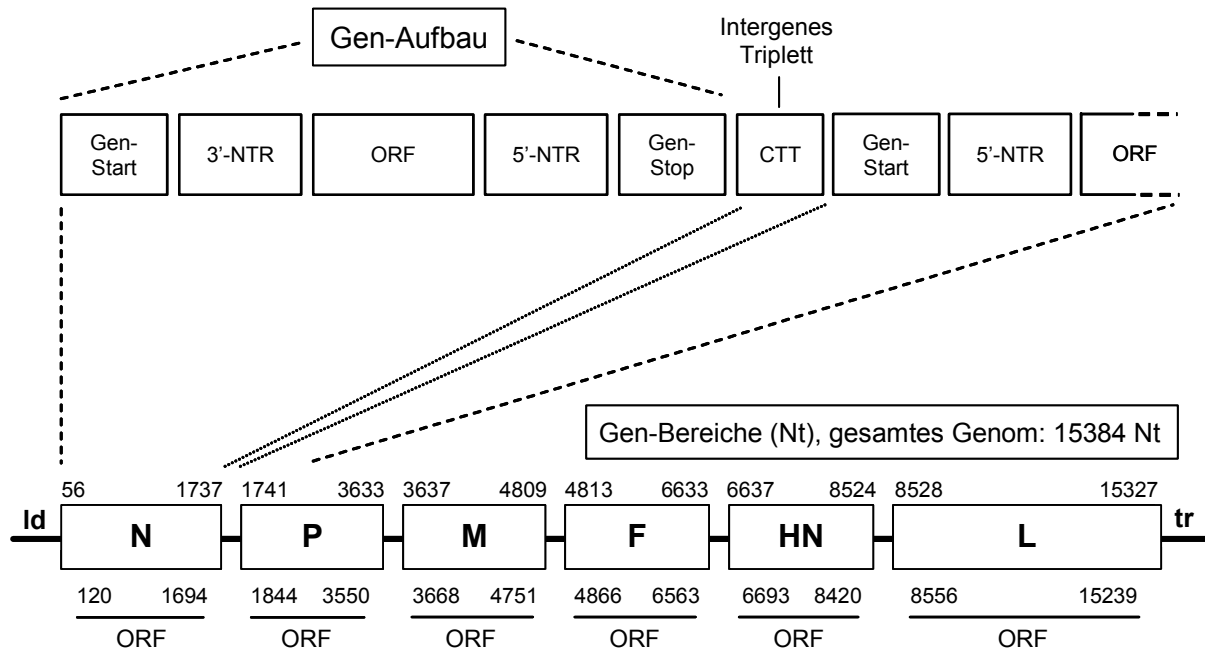 Gen-Aufbau
Intergenes
Triplett
Gen-
Start
3’-NTR
ORF
5’-NTR
Gen-
Stop
CTT
Gen-
Start
5’-NTR
ORF
Gen-Bereiche (Nt), gesamtes Genom: 15384 Nt
56 1737 1741 3633 3637 4809 4813 6633 6637 8524 8528 15327
ld N P M F HN L tr
120 1694 1844 3550 3668 4751 4866 6563 6693 8420 8556 15239
ORF ORF ORF ORF ORF ORF